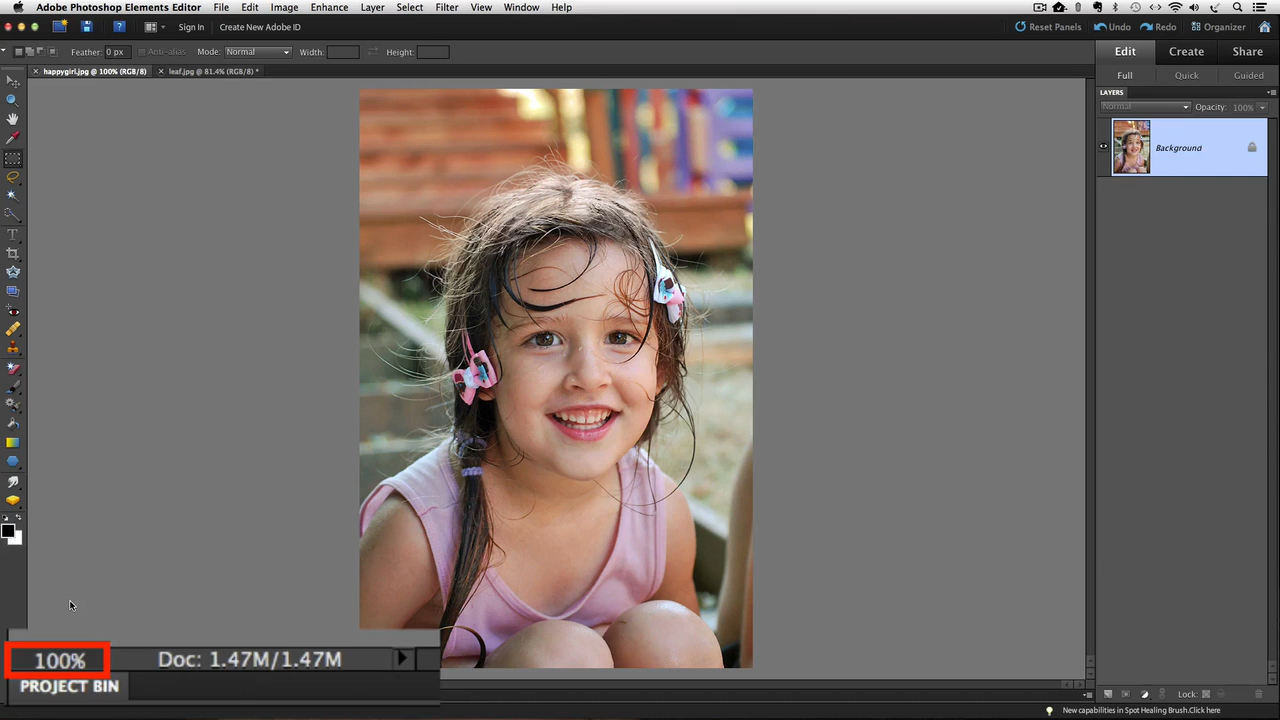 Adobe Photoshop Elements Editor File Edit Image Enhance Layer Select Filter View Window Help
Sign In Create New Adobe ID Reset Panels Undo Redo Organizer
Feather: 0 px Anti-alias Mode: Normal Width: Height: Edit Create Share
happygirl.jpg @ 100% (RGB/8) leaf.jpg @ 81.4% (RGB/8) * Full Quick Guided
LAYERS
Normal Opacity: 100%
Background
100% Doc: 1.47M/1.47M
PROJECT BIN
Lock:
New capabilities in Spot Healing Brush.Click here